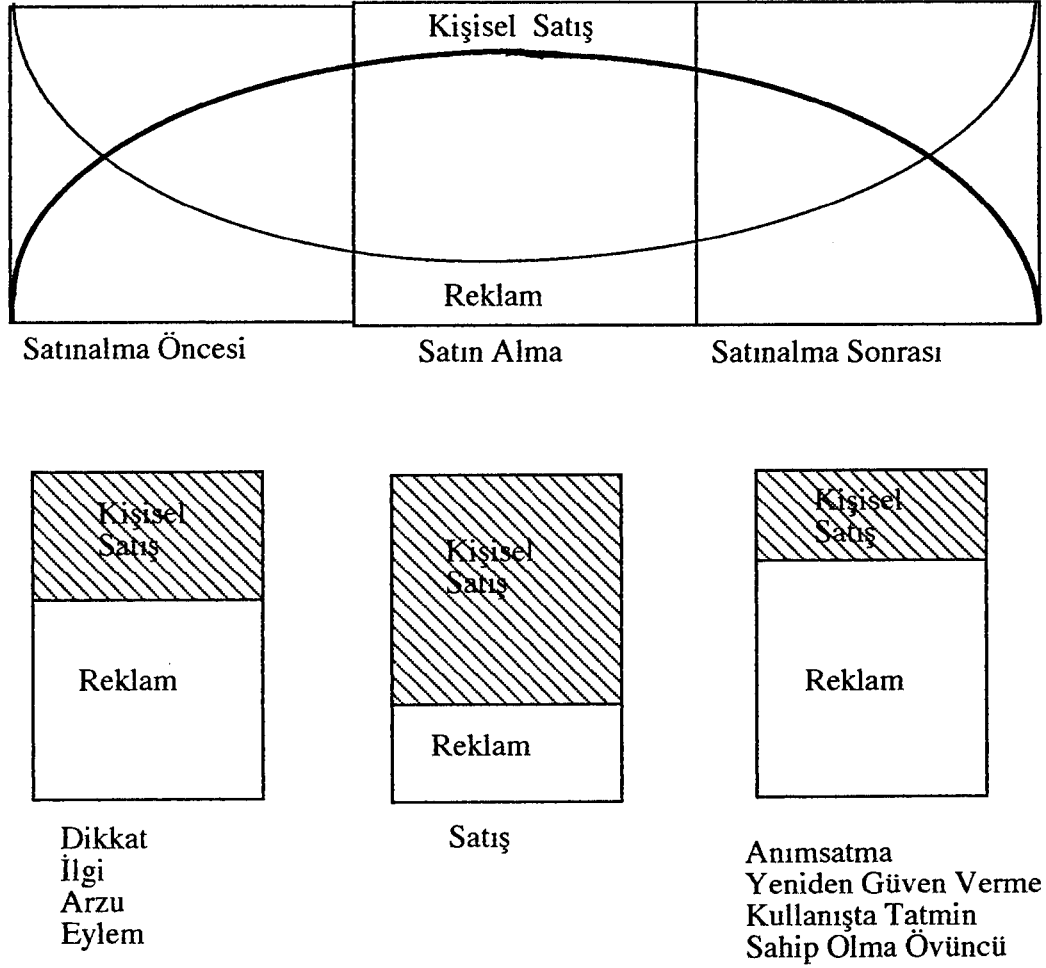 Kişisel Satış
Reklam
Satınalma Öncesi
Satın Alma
Satınalma Sonrası
Kişisel
Satış
Reklam
Kişisel
Satış
Reklam
Kişisel
Satış
Reklam
Dikkat
İlgi
Arzu
Eylem
Satış
Anımsatma
Yeniden Güven Verme
Kullanışta Tatmin
Sahip Olma Övüncü